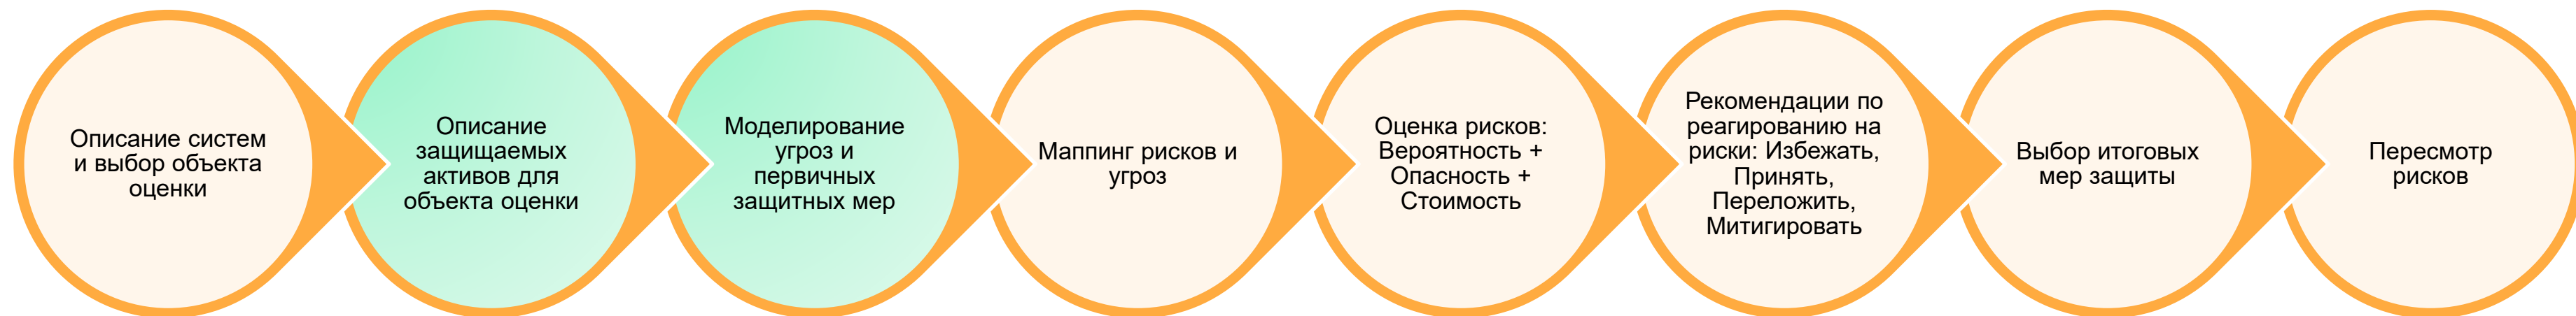 Описание систем
и выбор объекта
оценки
Описание
защищаемых
активов для
объекта оценки
Моделирование
угроз и
первичных
защитных мер
Маппинг рисков и
угроз
Оценка рисков:
Вероятность +
Опасность +
Стоимость
Рекомендации по
реагированию на
риски: Избежать,
Принять,
Переложить,
Митигировать
Выбор итоговых
мер защиты
Пересмотр
рисков